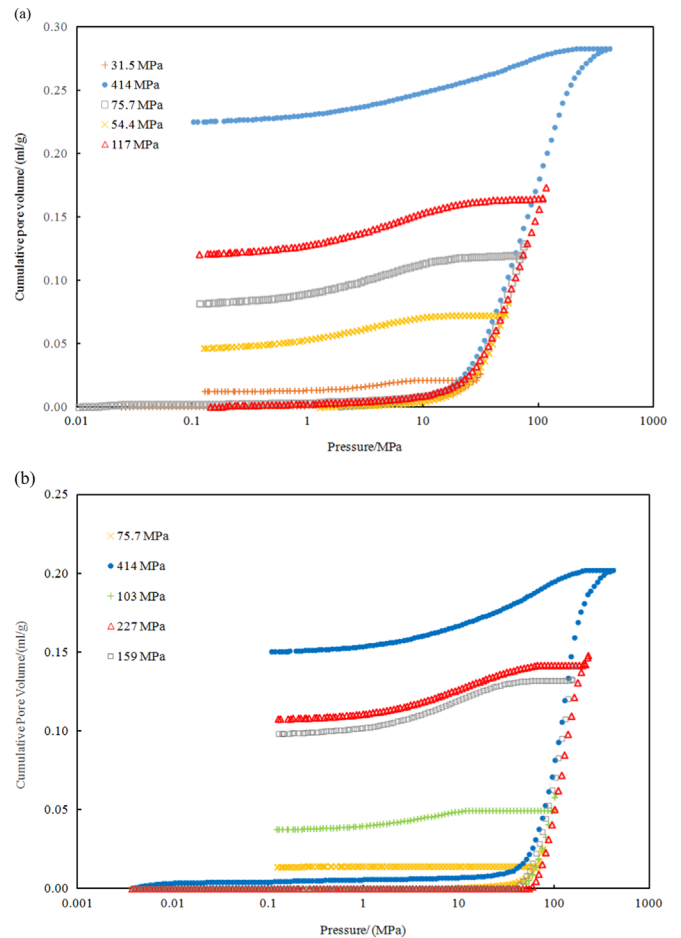 (a)
0.30
0.25
0.20
0.15
0.10
0.05
0.00
Cumulative pore volume/ (ml/g)
31.5 MPa
414 MPa
75.7 MPa
54.4 MPa
117 MPa
0.01 0.1 1 10 100 1000
Pressure/MPa
(b)
0.25
0.20
0.15
0.10
0.05
0.00
Cumulative Pore Volume/(ml/g)
75.7 MPa
414 MPa
103 MPa
227 MPa
159 MPa
0.001 0.01 0.1 1 10 100 1000
Pressure/ (MPa)